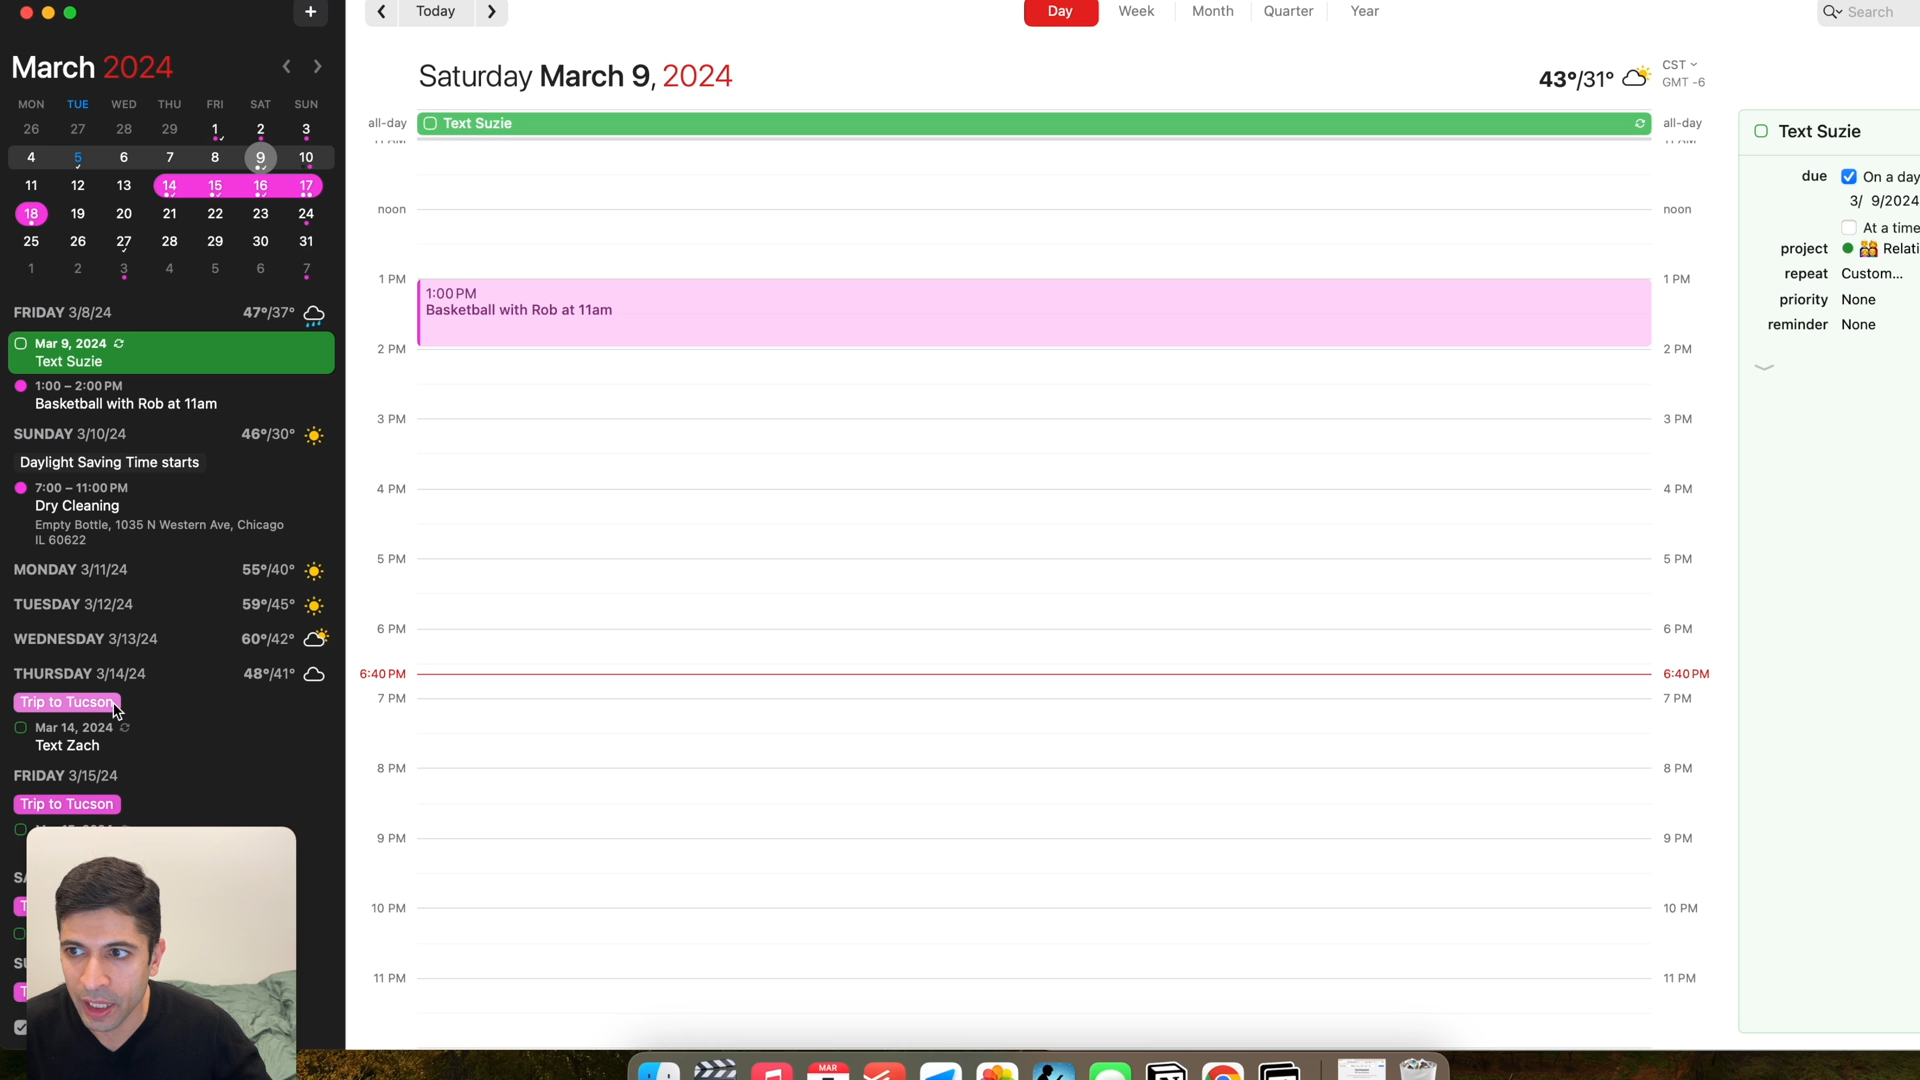 +
Today
Day Week Month Quarter Year
Search
March 2024
MON TUE WED THU FRI SAT SUN
26 27 28 29 1 2 3
4 5 6 7 8 9 10
11 12 13 14 15 16 17
18 19 20 21 22 23 24
25 26 27 28 29 30 31
1 2 3 4 5 6 7
FRIDAY 3/8/24 47°/37°
Mar 9, 2024
Text Suzie
1:00 – 2:00 PM
Basketball with Rob at 11am
SUNDAY 3/10/24 46°/30°
Daylight Saving Time starts
7:00 – 11:00 PM
Dry Cleaning
Empty Bottle, 1035 N Western Ave, Chicago
IL 60622
MONDAY 3/11/24 55°/40°
TUESDAY 3/12/24 59°/45°
WEDNESDAY 3/13/24 60°/42°
THURSDAY 3/14/24 48°/41°
Trip to Tucson
Mar 14, 2024
Text Zach
FRIDAY 3/15/24
Trip to Tucson
Saturday March 9, 2024
43°/31°
CST
GMT -6
all-day Text Suzie all-day
noon noon
1 PM 1 PM
1:00 PM
Basketball with Rob at 11am
2 PM 2 PM
3 PM 3 PM
4 PM 4 PM
5 PM 5 PM
6 PM 6 PM
6:40 PM 6:40 PM
7 PM 7 PM
8 PM 8 PM
9 PM 9 PM
10 PM 10 PM
11 PM 11 PM
Text Suzie
due On a day
3/ 9/2024
At a time
project Relati
repeat Custom...
priority None
reminder None
MAR